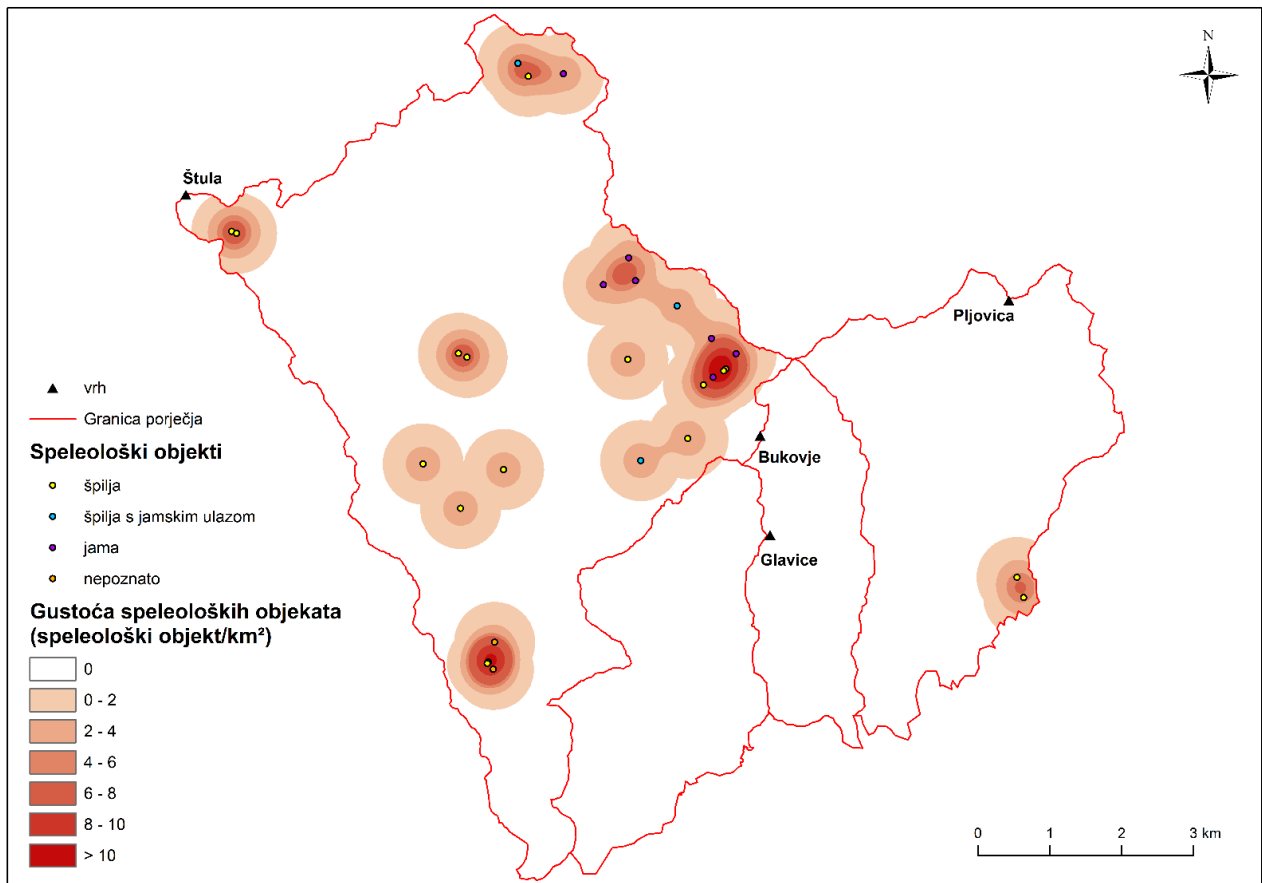 N
Štula
Pljovica
Bukovje
Glavice
vrh
Granica porječja
Speleološki objekti
špilja
špilja s jamskim ulazom
jama
nepoznato
Gustoća speleoloških objekata
(speleološki objekt/km²)
0
0 - 2
2 - 4
4 - 6
6 - 8
8 - 10
> 10
0 1 2 3 km